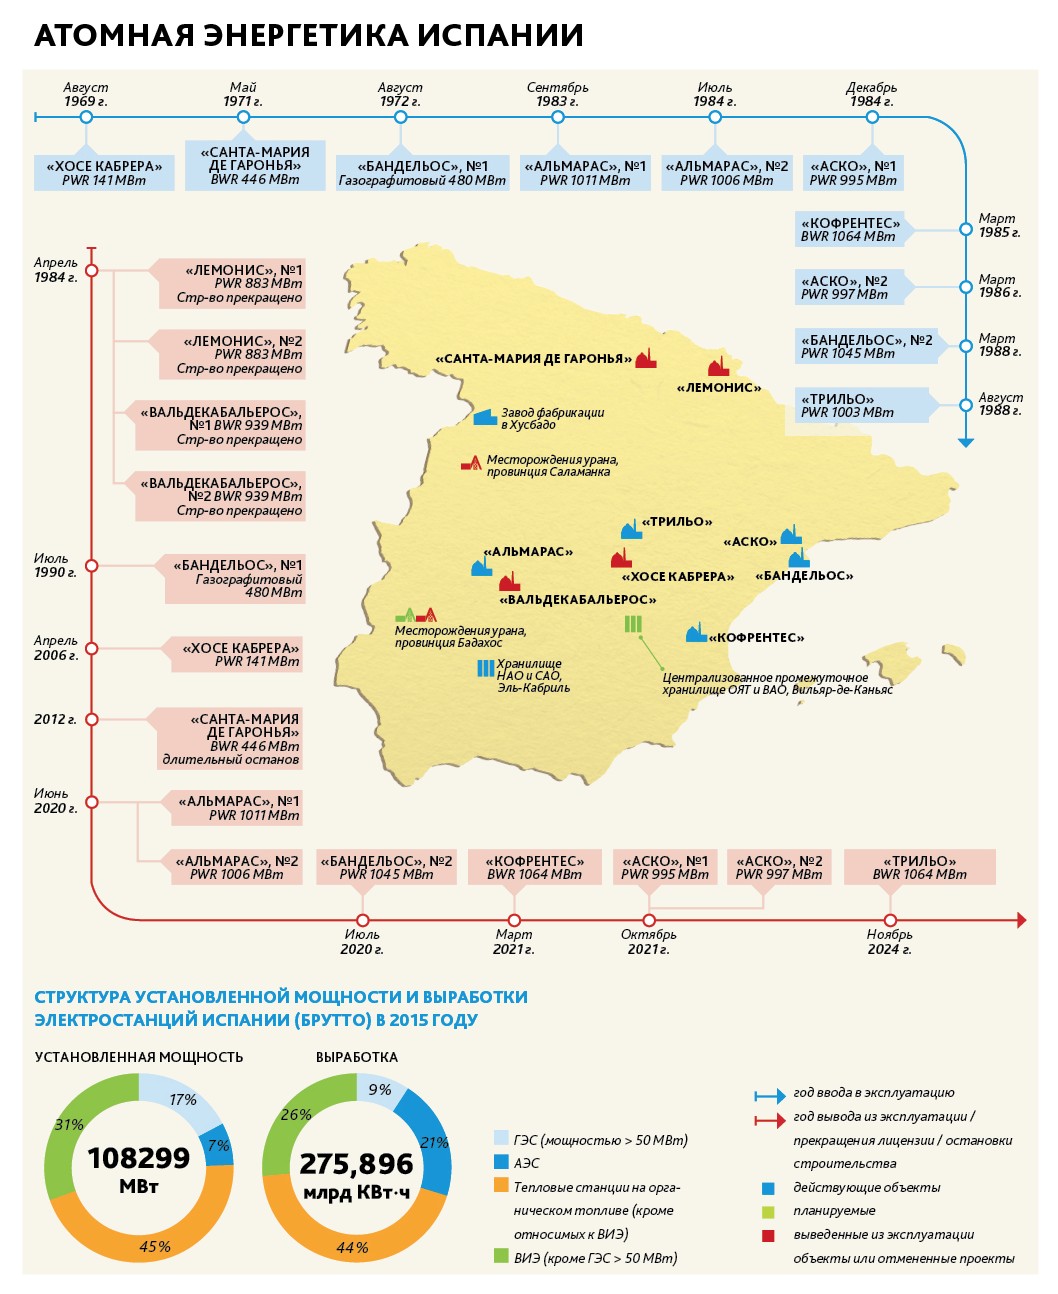 АТОМНАЯ ЭНЕРГЕТИКА ИСПАНИИ
Август
1969 г.
Май
1971 г.
Август
1972 г.
Сентябрь
1983 г.
Июль
1984 г.
Декабрь
1984 г.
«ХОСЕ КАБРЕРА»
PWR 141 МВт
«САНТА-МАРИЯ
ДЕ ГАРОНЬЯ»
BWR 446 МВт
«БАНДЕЛЬОС», №1
Газографитовый 480 МВт
«АЛЬМАРАС», №1
PWR 1011 МВт
«АЛЬМАРАС», №2
PWR 1006 МВт
«АСКО», №1
PWR 995 МВт
«КОФРЕНТЕС»
BWR 1064 МВт
Март
1985 г.
«АСКО», №2
PWR 997 МВт
Март
1986 г.
«БАНДЕЛЬОС», №2
PWR 1045 МВт
Март
1988 г.
«ТРИЛЬО»
PWR 1003 МВт
Август
1988 г.
Апрель
1984 г.
«ЛЕМОНИС», №1
PWR 883 МВт
Стр-во прекращено
«ЛЕМОНИС», №2
PWR 883 МВт
Стр-во прекращено
«ВАЛЬДЕКАБАЛЬЕРОС»,
№1 BWR 939 МВт
Стр-во прекращено
«ВАЛЬДЕКАБАЛЬЕРОС»,
№2 BWR 939 МВт
Стр-во прекращено
Июль
1990 г.
«БАНДЕЛЬОС», №1
Газографитовый
480 МВт
Апрель
2006 г.
«ХОСЕ КАБРЕРА»
PWR 141 МВт
2012 г.
«САНТА-МАРИЯ
ДЕ ГАРОНЬЯ»
BWR 446 МВт
длительный останов
Июнь
2020 г.
«АЛЬМАРАС», №1
PWR 1011 МВт
«АЛЬМАРАС», №2
PWR 1006 МВт
«БАНДЕЛЬОС», №2
PWR 1045 МВт
«КОФРЕНТЕС»
BWR 1064 МВт
«АСКО», №1
PWR 995 МВт
«АСКО», №2
PWR 997 МВт
«ТРИЛЬО»
BWR 1064 МВт
Июль
2020 г.
Март
2021 г.
Октябрь
2021 г.
Ноябрь
2024 г.
«САНТА-МАРИЯ ДЕ ГАРОНЬЯ»
«ЛЕМОНИС»
Завод фабрикации
в Хусбадо
Месторождения урана,
провинция Саламанка
«ТРИЛЬО»
«АСКО»
«АЛЬМАРАС»
«ХОСЕ КАБРЕРА»
«БАНДЕЛЬОС»
«ВАЛЬДЕКАБАЛЬЕРОС»
Месторождения урана,
провинция Бадахос
«КОФРЕНТЕС»
Хранилище
НАО и САО,
Эль-Кабриль
Централизованное промежуточное
хранилище ОЯТ и ВАО, Вильяр-де-Каньяс
СТРУКТУРА УСТАНОВЛЕННОЙ МОЩНОСТИ И ВЫРАБОТКИ
ЭЛЕКТРОСТАНЦИЙ ИСПАНИИ (БРУТТО) В 2015 ГОДУ
УСТАНОВЛЕННАЯ МОЩНОСТЬ
17%
7%
45%
31%
108299
МВт
ВЫРАБОТКА
9%
21%
44%
26%
275,896
млрд КВт·ч
ГЭС (мощностью > 50 МВт)
АЭС
Тепловые станции на орга-
ническом топливе (кроме
относимых к ВИЭ)
ВИЭ (кроме ГЭС > 50 МВт)
год ввода в эксплуатацию
год вывода из эксплуатации /
прекращения лицензии / остановки
строительства
действующие объекты
планируемые
выведенные из эксплуатации
объекты или отмененные проекты